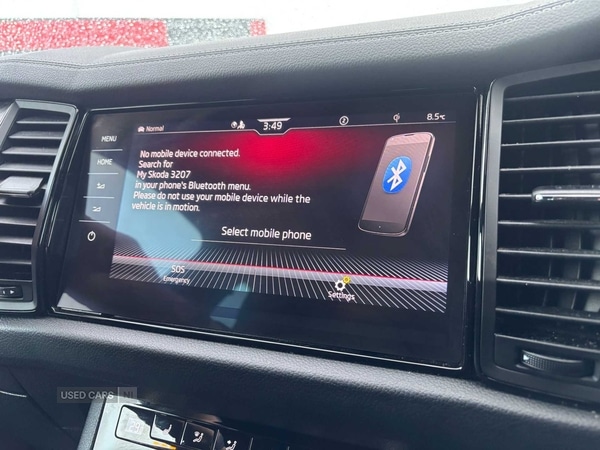 Normal
3:49
2
8.5°C
MENU
HOME
No mobile device connected.
Search for
My Skoda 3207
in your phone's Bluetooth menu.
Please do not use your mobile device while the
vehicle is in motion.
Select mobile phone
SOS
Emergency
Settings
USED CARS NI